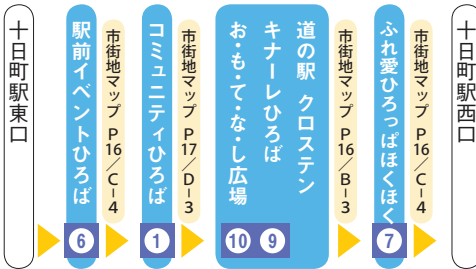 十日町駅東口
駅前イベントひろば
⑥
市街地マップ P16/C-4
コミュニティひろば
①
市街地マップ P17/D-3
道の駅 クロステン
キナーレひろば
お・も・て・な・し広場
⑩ ⑨
市街地マップ P16/B-3
ふれ愛ひろっぱほくほく
⑦
市街地マップ P16/C-4
十日町駅西口